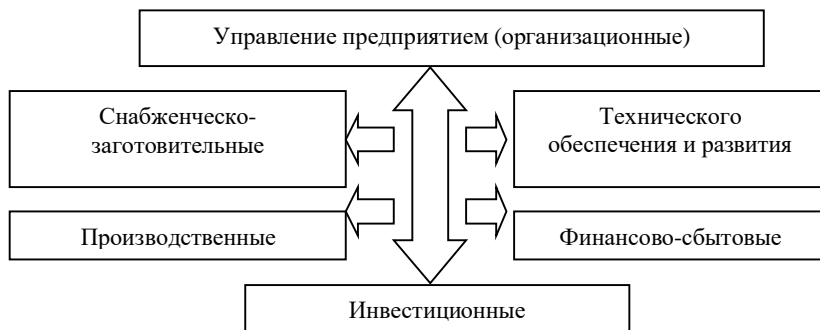 Управление предприятием (организационные)
Снабженческо-
заготовительные
Технического
обеспечения и развития
Производственные
Финансово-сбытовые
Инвестиционные